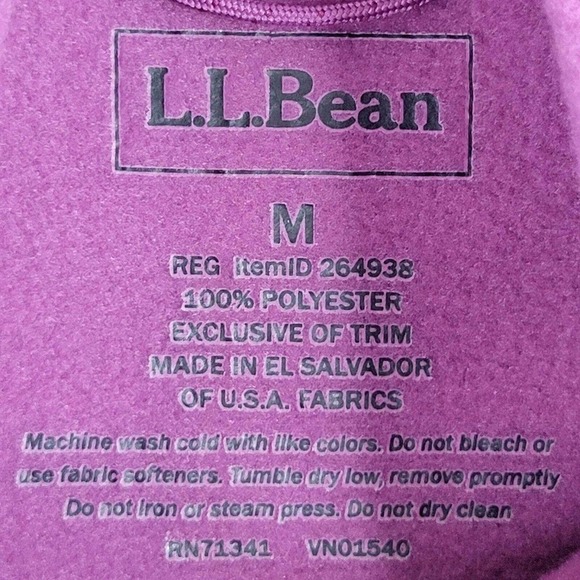 L.L.Bean
M
REG ItemID 264938
100% POLYESTER
EXCLUSIVE OF TRIM
MADE IN EL SALVADOR
OF U.S.A. FABRICS
Machine wash cold with like colors. Do not bleach or
use fabric softeners. Tumble dry low, remove promptly
Do not iron or steam press. Do not dry clean
RN71341 VN01540